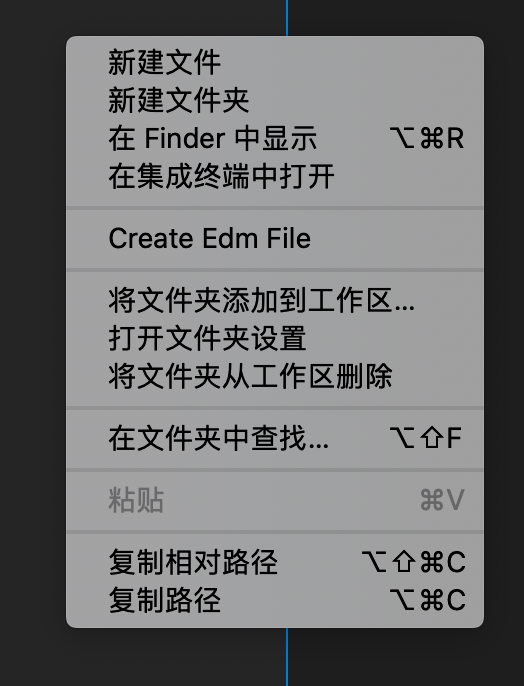 新建文件
新建文件夹
在 Finder 中显示 ⌥⌘R
在集成终端中打开
Create Edm File
将文件夹添加到工作区...
打开文件夹设置
将文件夹从工作区删除
在文件夹中查找... ⌥⇧F
粘贴 ⌘V
复制相对路径 ⌥⇧⌘C
复制路径 ⌥⌘C